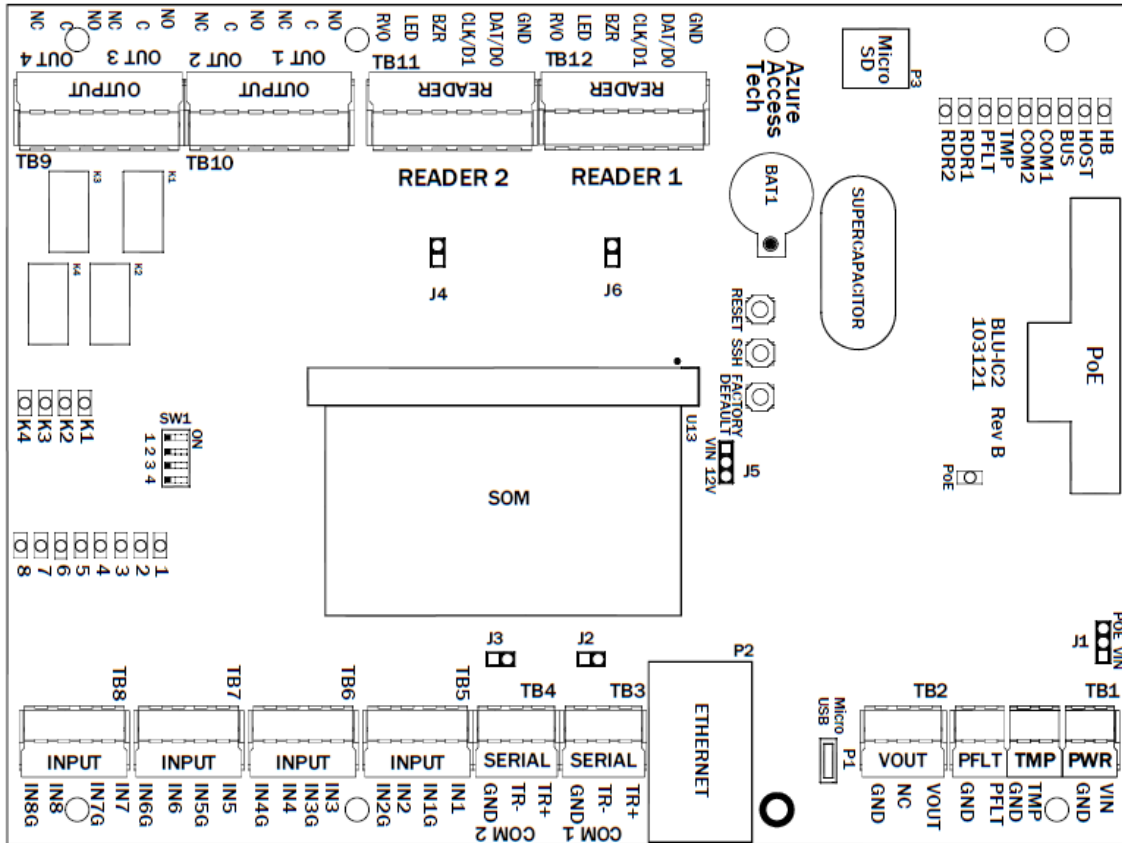 NC C NO NC C NO NC C NO NC C NO
OUT 4 OUT 3 OUT 2 OUT 1
RV0 LED BZR CLK/D1 DAT/D0 GND
RV0 LED BZR CLK/D1 DAT/D0 GND
TB11 TB12
OUTPUT OUTPUT READER READER
TB9 TB10
READER 2 READER 1
Azure
Access
Tech
Micro
SD
P3
RDR2 RDR1 PFLT TMP COM2 COM1 BUS HOST HB
K3 K1
K4 K2
BAT1
SUPERCAPACITOR
J4 J6
RESET SSH FACTORY
DEFAULT
BLU-IC2 Rev B
103121
PoE
PoE
K4 K3 K2 K1
SW1
ON
1
2
3
4
U13
VIN 12V
J5
SOM
8 7 6 5 4 3 2 1
J3 J2
P2
J1
POE VIN
TB8 TB7 TB6 TB5 TB4 TB3
TB2 TB1
ETHERNET
Micro
USB
P1
INPUT INPUT INPUT INPUT SERIAL SERIAL
VOUT PFLT TMP PWR
IN8G IN8 IN7G IN7 IN6G IN6 IN5G IN5 IN4G IN4 IN3G IN3 IN2G IN2 IN1G IN1
GND TR- TR+ GND TR- TR+
COM 2 COM 1
GND NC VOUT GND PFLT GND TMP GND VIN